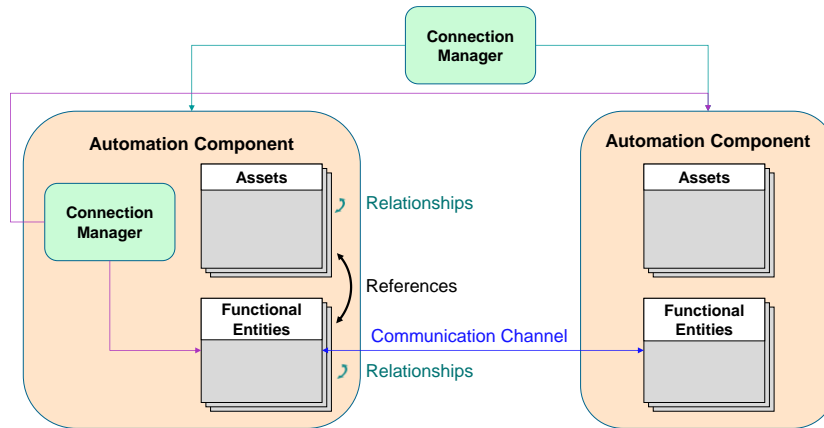 Connection
Manager
Automation Component
Automation Component
Assets
Assets
Connection
Manager
Relationships
References
Functional
Entities
Functional
Entities
Communication Channel
Relationships